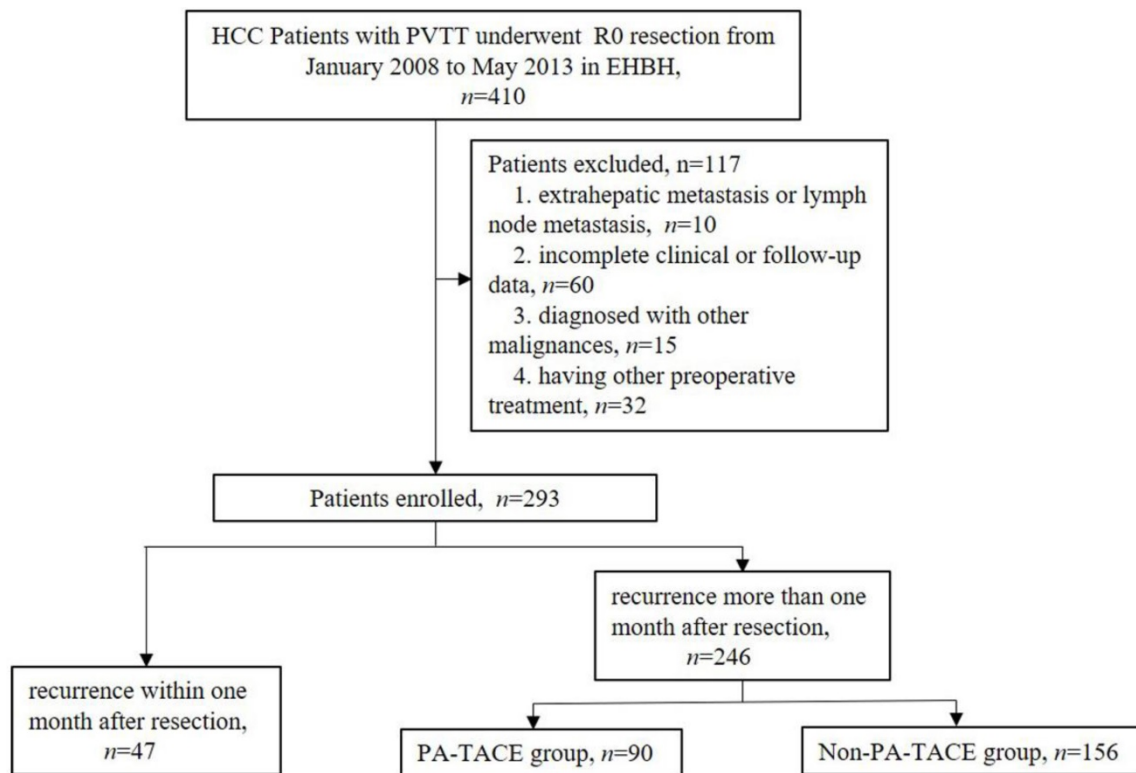 HCC Patients with PVTT underwent R0 resection from
January 2008 to May 2013 in EHBH,
n=410
Patients excluded, n=117
1. extrahepatic metastasis or lymph
node metastasis, n=10
2. incomplete clinical or follow-up
data, n=60
3. diagnosed with other
malignances, n=15
4. having other preoperative
treatment, n=32
Patients enrolled, n=293
recurrence more than one
month after resection,
n=246
recurrence within one
month after resection,
n=47
PA-TACE group, n=90
Non-PA-TACE group, n=156